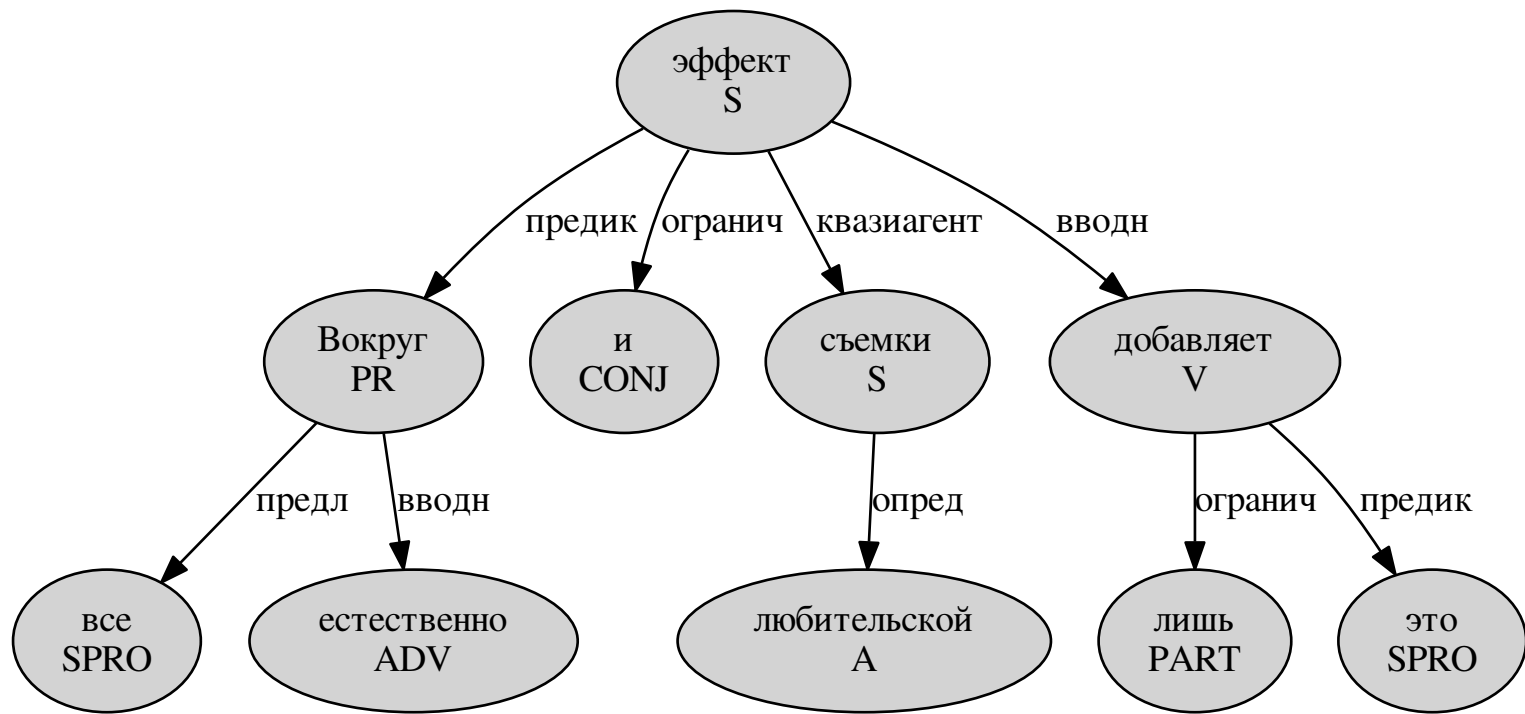 эффект
S
предик
огранич
квазиагент
вводн
Вокруг
PR
и
CONJ
съемки
S
добавляет
V
предл
вводн
опред
огранич
предик
все
SPRO
естественно
ADV
любительской
A
лишь
PART
это
SPRO